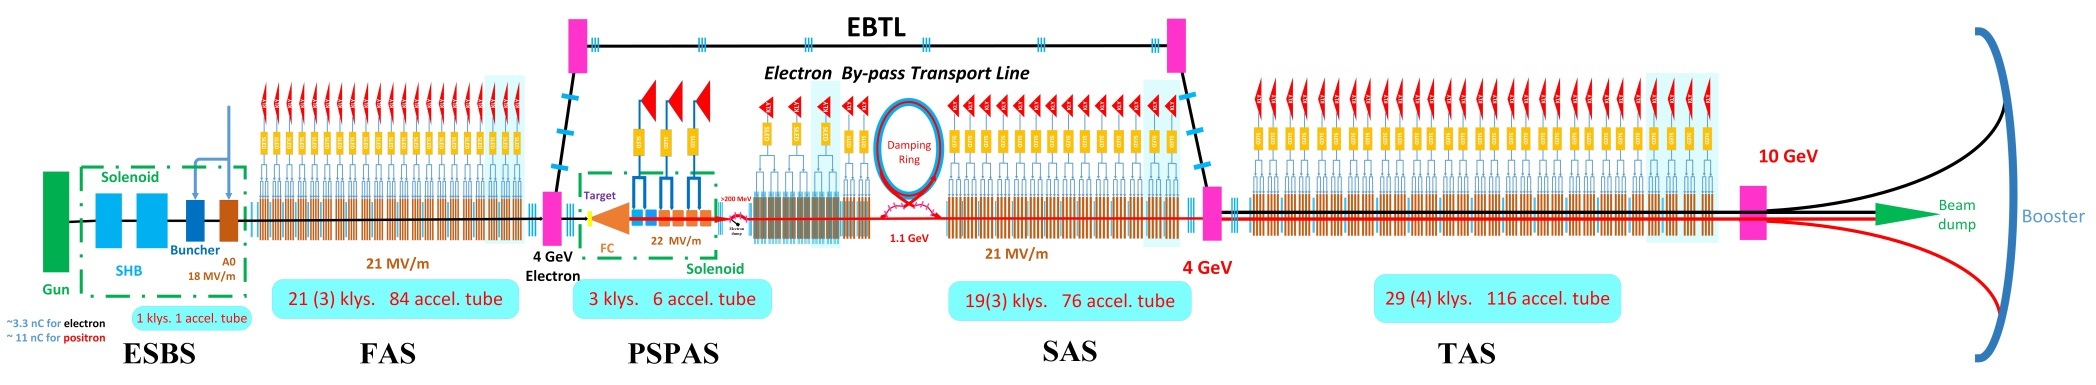 EBTL
Electron By-pass Transport Line
Solenoid
Gun
SHB
Buncher
A0
18 MV/m
1 klys. 1 accel. tube
~3.3 nC for electron
~ 11 nC for positron
ESBS
21 MV/m
21 (3) klys. 84 accel. tube
FAS
4 GeV
Electron
Target
FC
22 MV/m
>200 MeV
Solenoid
3 klys. 6 accel. tube
PSPAS
Damping
Ring
1.1 GeV
21 MV/m
19(3) klys. 76 accel. tube
SAS
4 GeV
29 (4) klys. 116 accel. tube
TAS
10 GeV
Beam
dump
Booster